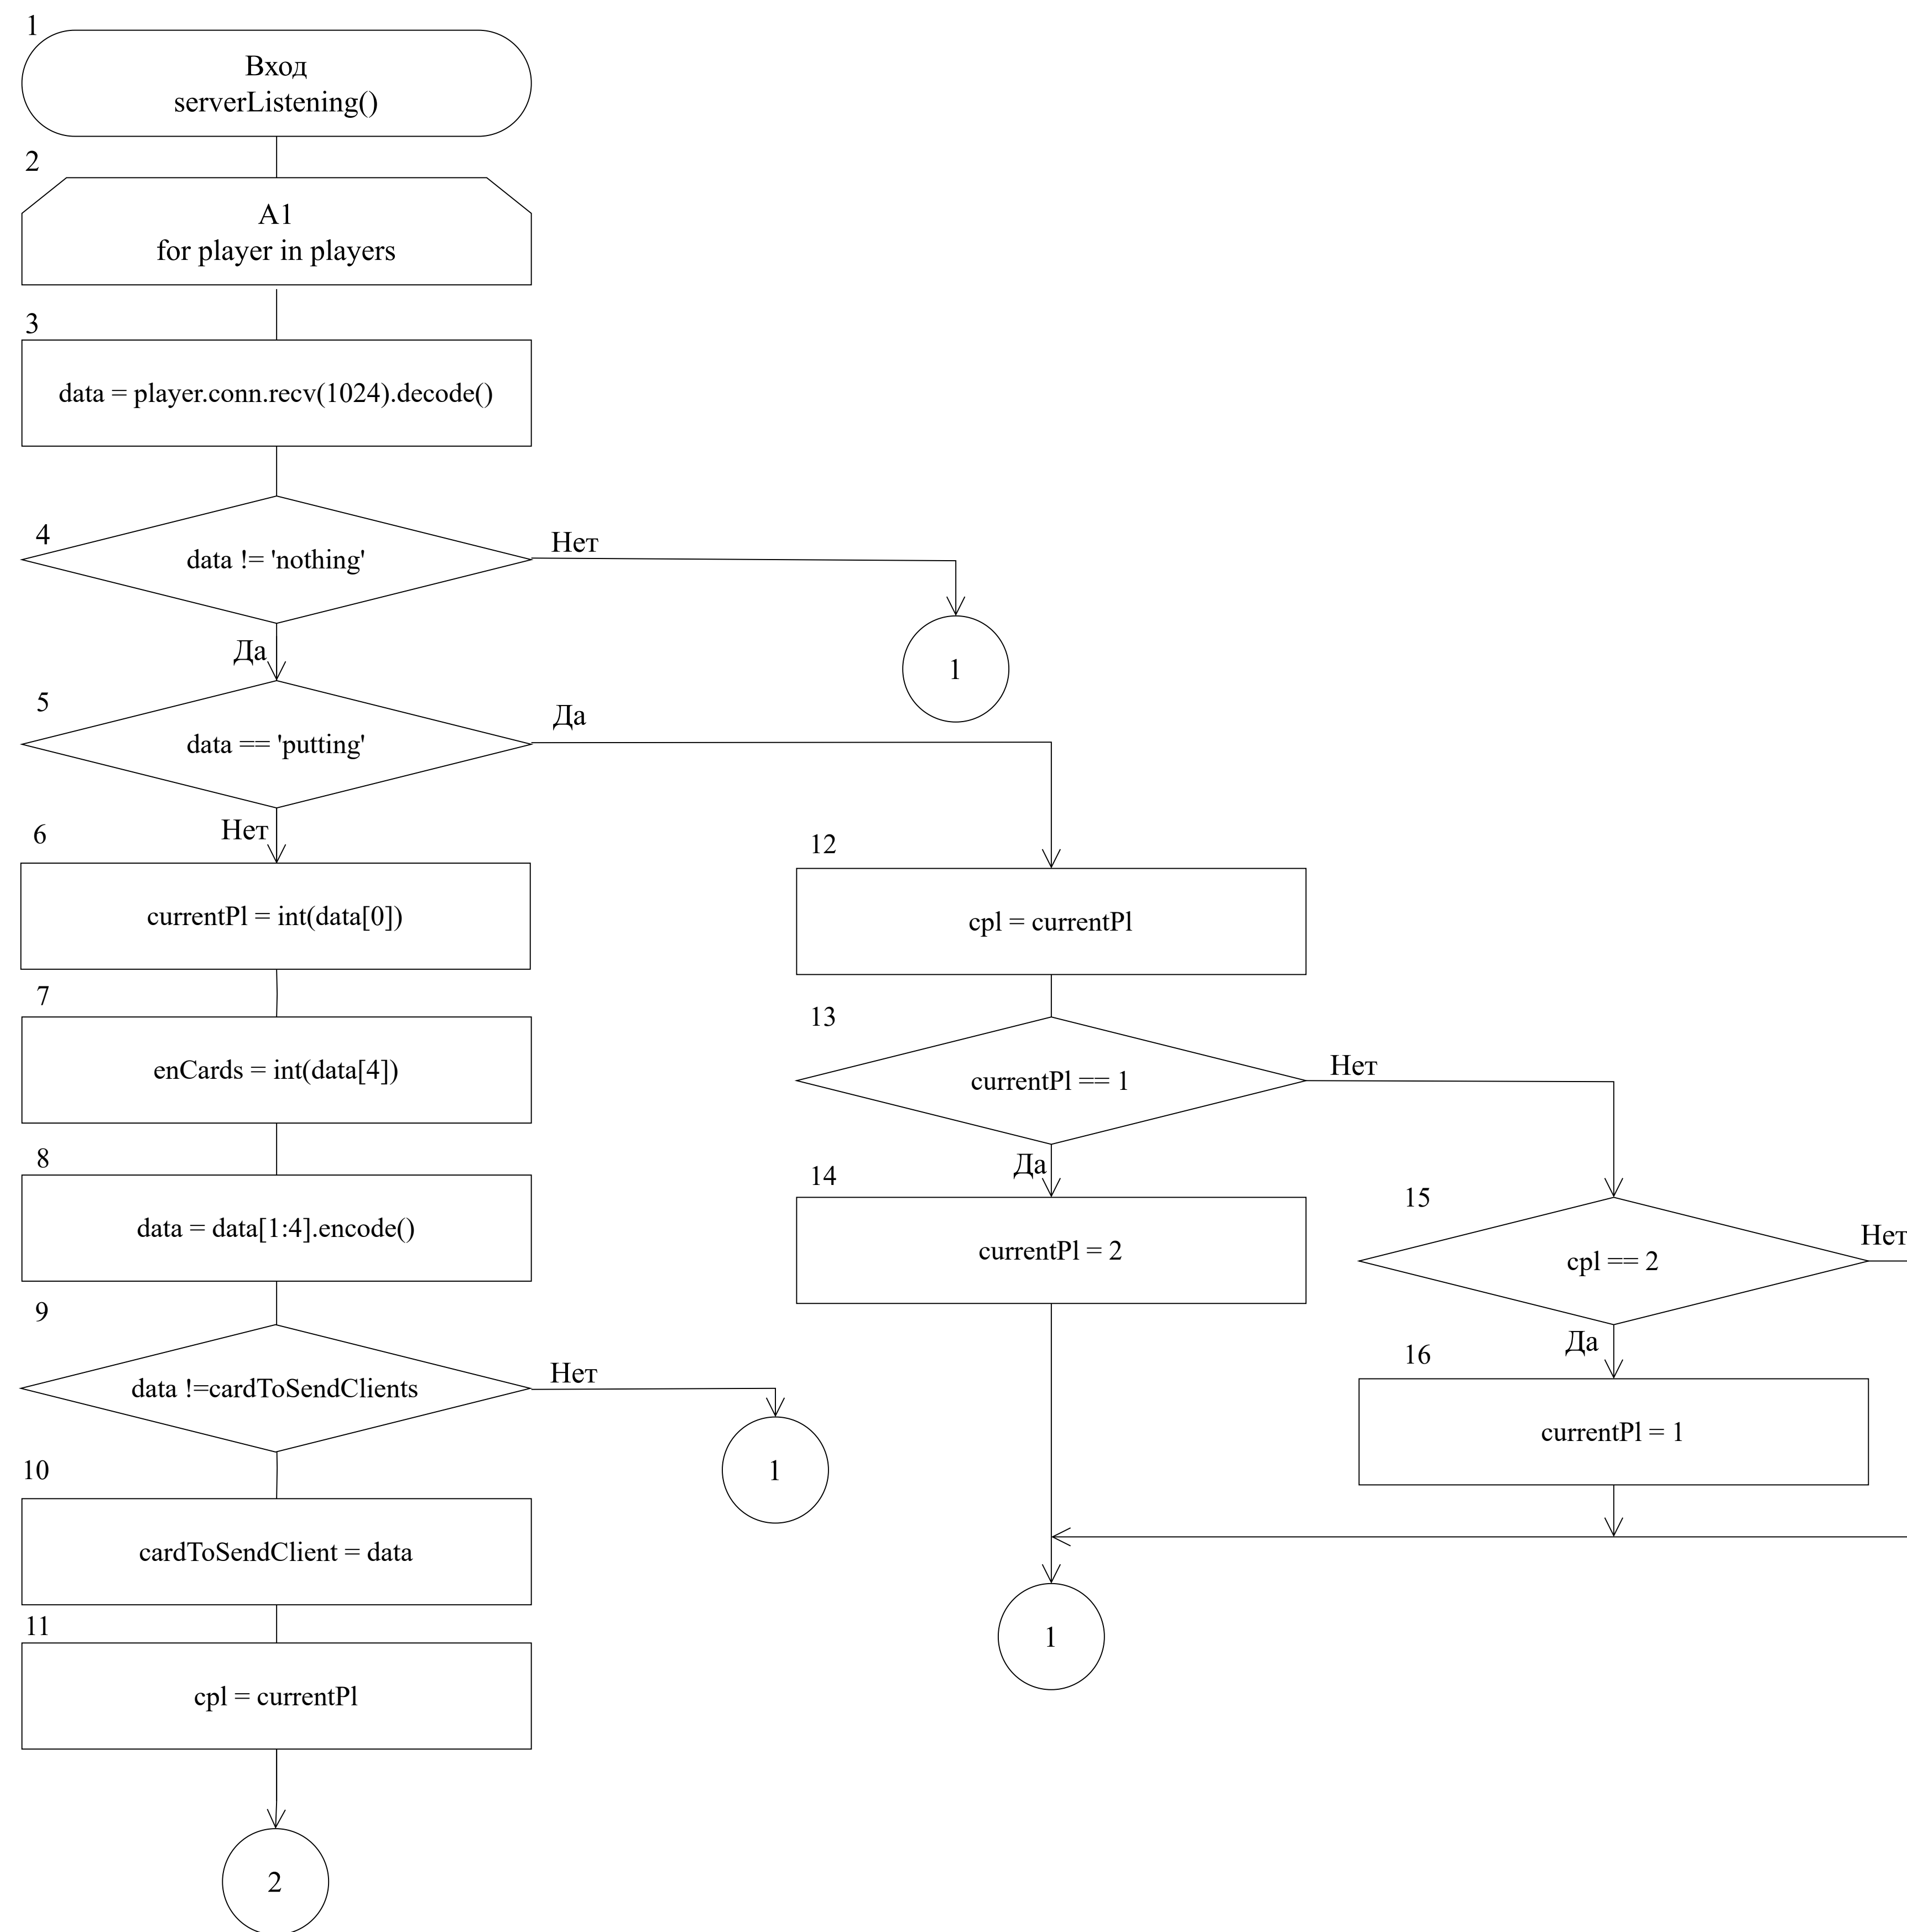 1
Вход
serverListening()
2
A1
for player in players
3
data = player.conn.recv(1024).decode()
4
data != 'nothing'
Нет
1
Да
5
data == 'putting'
Да
Нет
6
currentPl = int(data[0])
7
enCards = int(data[4])
8
data = data[1:4].encode()
9
data !=cardToSendClients
Нет
1
10
cardToSendClient = data
11
cpl = currentPl
2
12
cpl = currentPl
13
currentPl == 1
Нет
Да
14
currentPl = 2
15
cpl == 2
Нет
Да
16
currentPl = 1
1